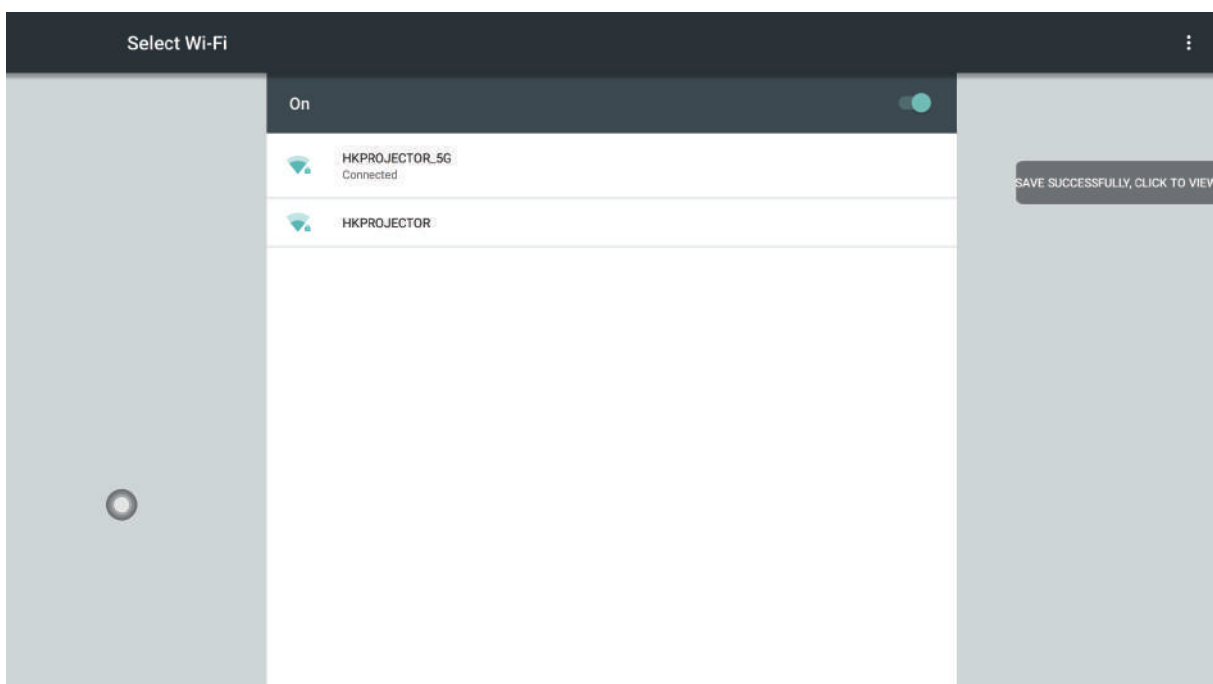 Select Wi-Fi
On
HKPROJECTOR_5G
Connected
SAVE SUCCESSFULLY, CLICK TO VIEW
HKPROJECTOR